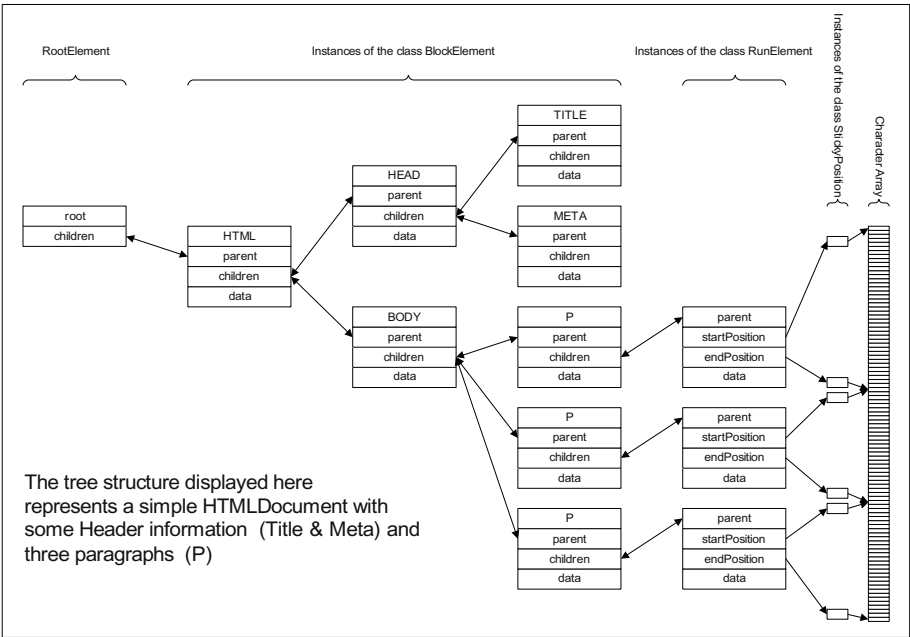 RootElement
Instances of the class BlockElement
Instances of the class RunElement
Instances of the class StickyPosition
Character Array
root
children
HTML
parent
children
data
HEAD
parent
children
data
BODY
parent
children
data
TITLE
parent
children
data
META
parent
children
data
P
parent
children
data
P
parent
children
data
P
parent
children
data
parent
startPosition
endPosition
data
parent
startPosition
endPosition
data
parent
startPosition
endPosition
data
The tree structure displayed here
represents a simple HTMLDocument with
some Header information (Title & Meta) and
three paragraphs (P)